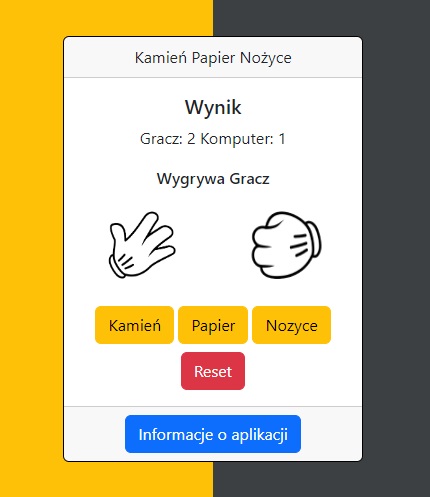 Kamień Papier Nożyce
Wynik
Gracz: 2 Komputer: 1
Wygrywa Gracz
Kamień Papier Nozyce
Reset
Informacje o aplikacji